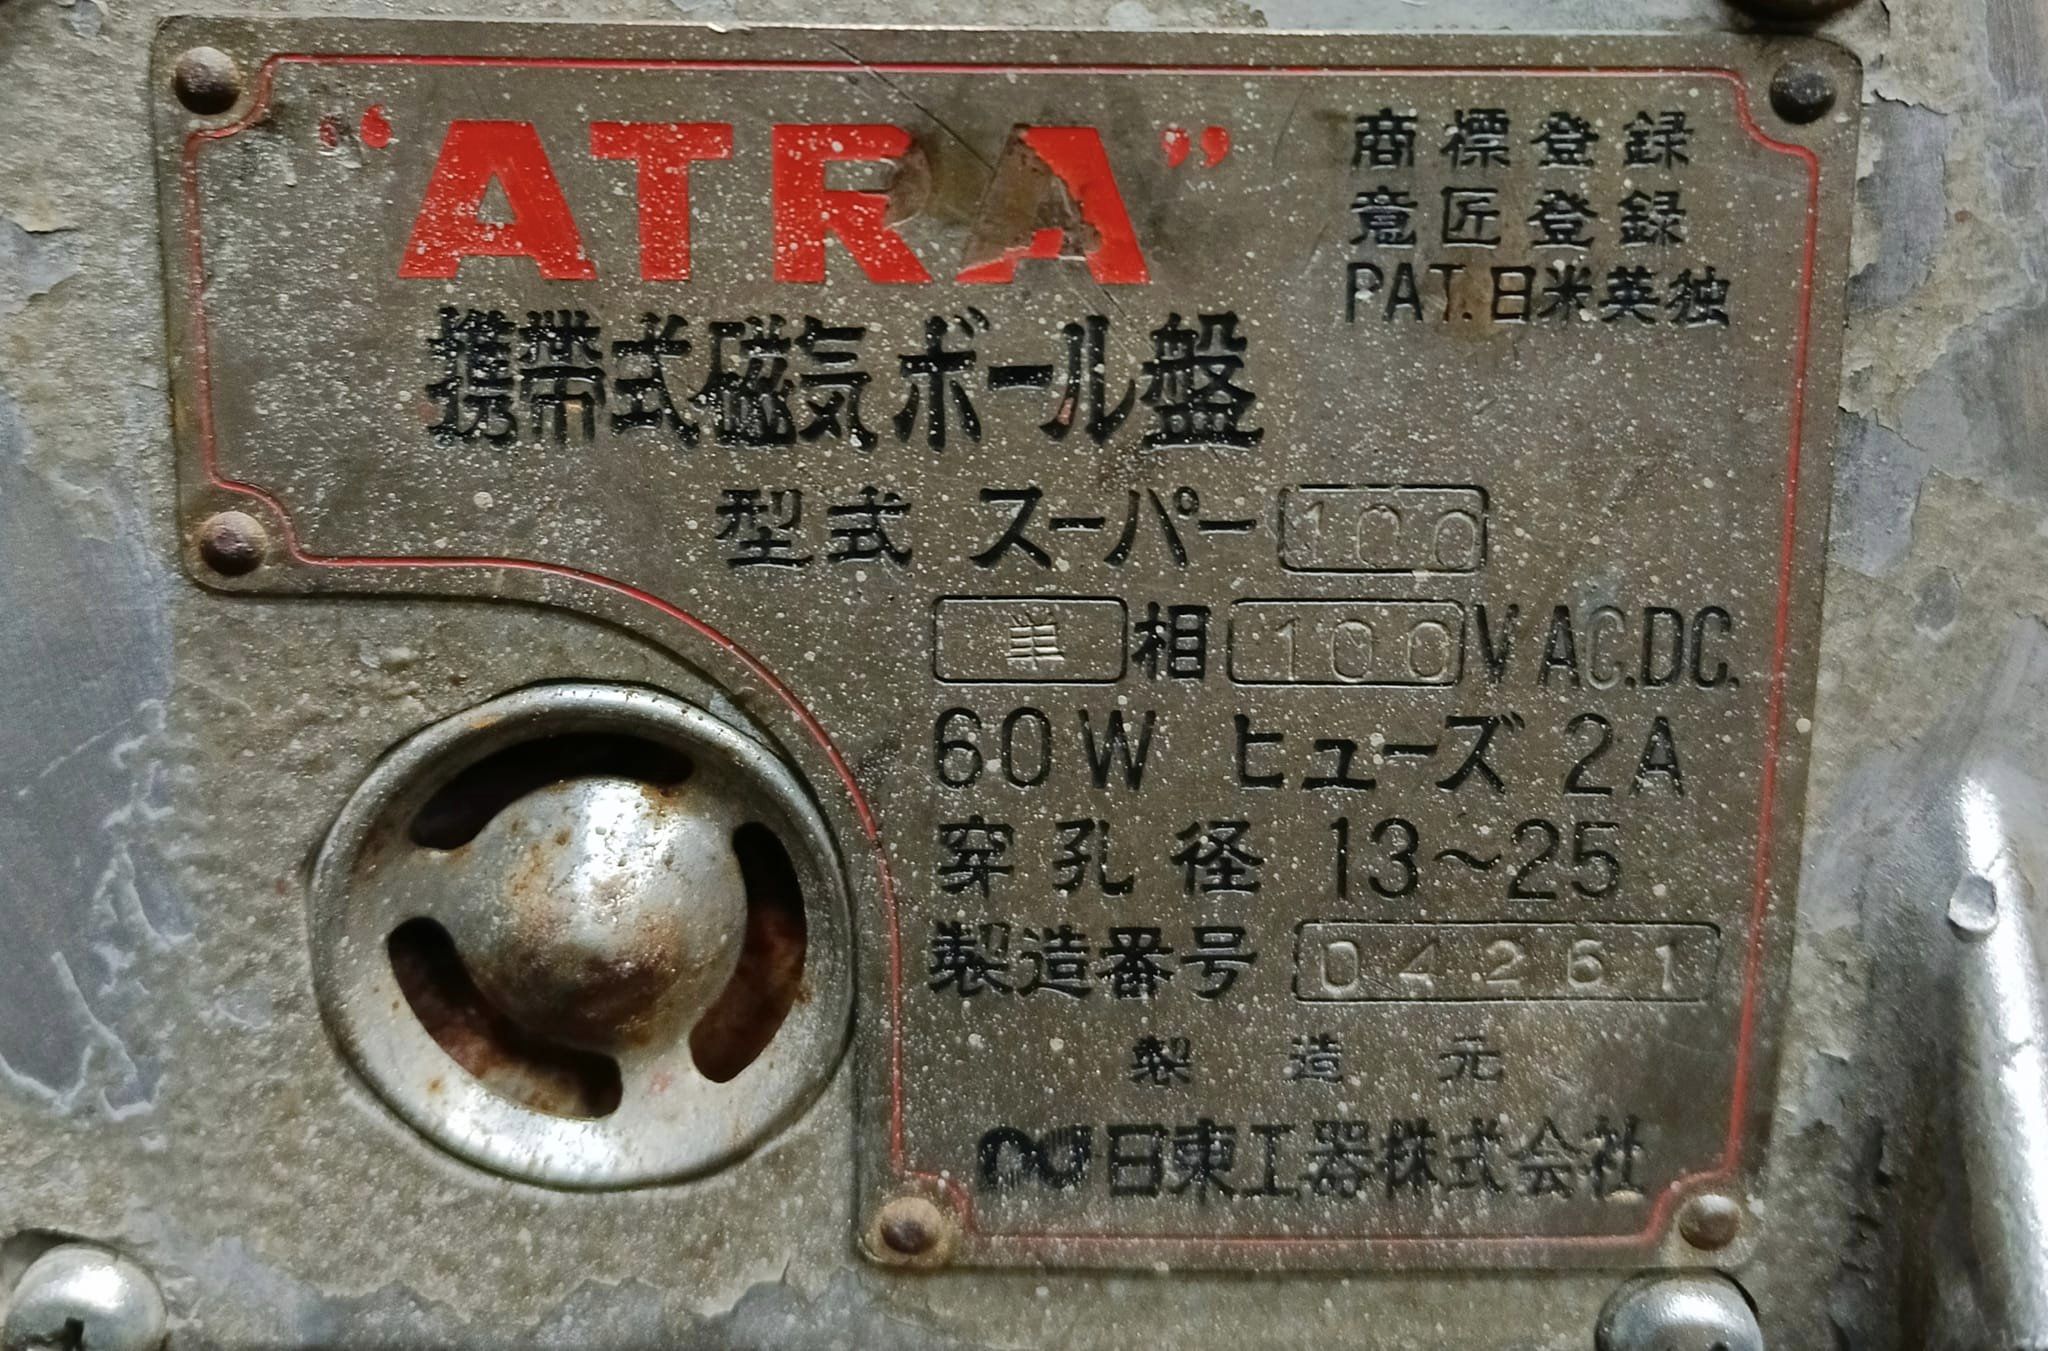 “ATRA”
商標登録
意匠登録
PAT.日米英独
携帯式磁気ボール盤
型式 スーパー 100
単相 100V AC.DC.
60W ヒューズ 2A
穿孔径 13~25
製造番号 04261
製造元
日東工器株式会社